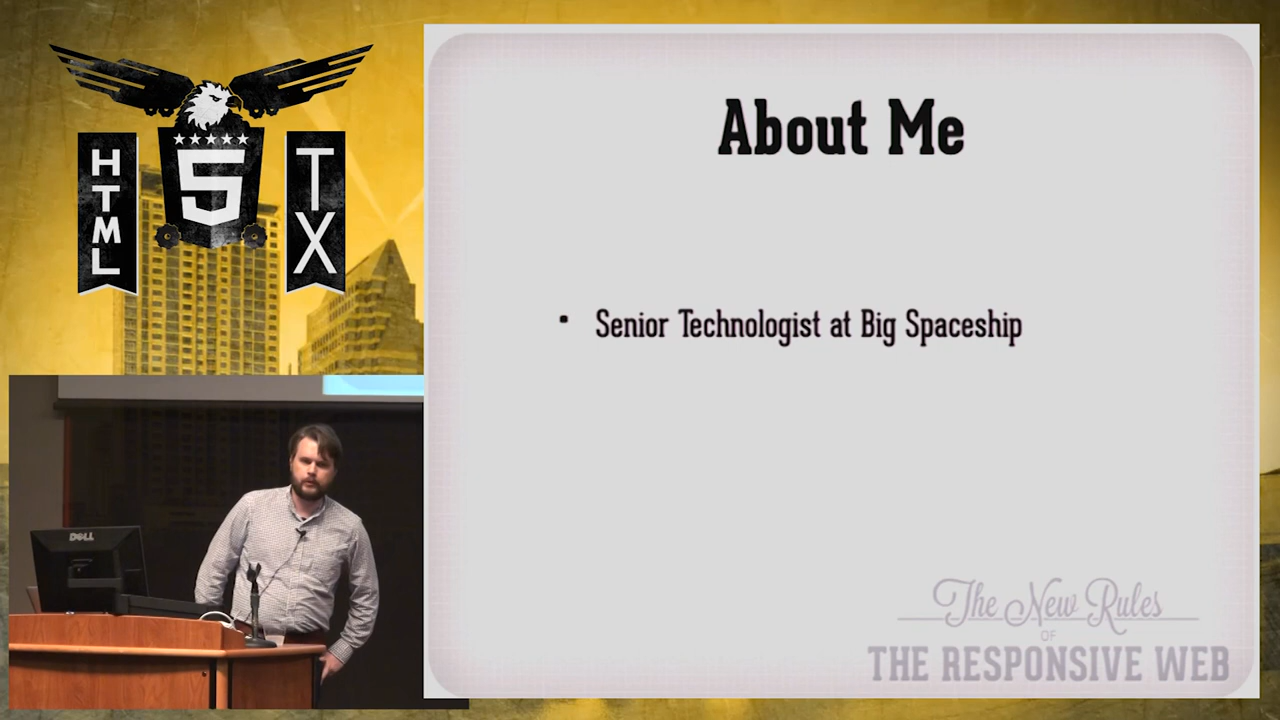 HTML
5
TX
About Me
• Senior Technologist at Big Spaceship
The New Rules
OF
THE RESPONSIVE WEB
DELL